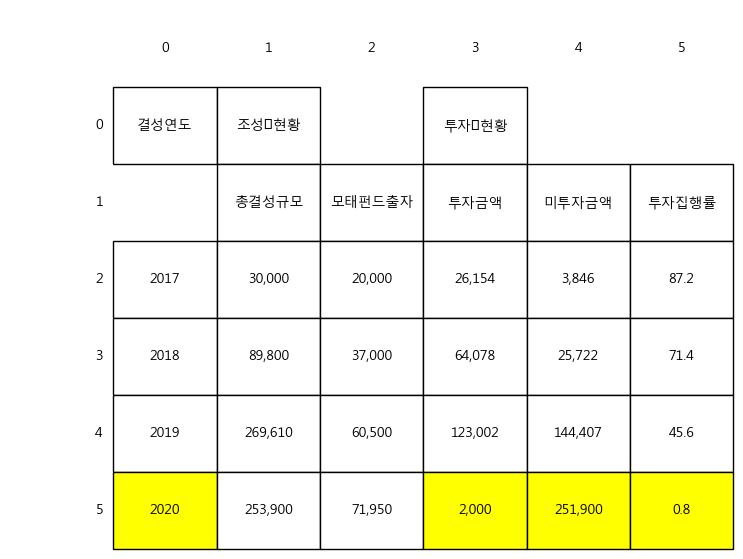 0 1 2 3 4 5
0 결성연도 조성 현황 투자 현황
1 총결성규모 모태펀드출자 투자금액 미투자금액 투자집행률
2 2017 30,000 20,000 26,154 3,846 87.2
3 2018 89,800 37,000 64,078 25,722 71.4
4 2019 269,610 60,500 123,002 144,407 45.6
5 2020 253,900 71,950 2,000 251,900 0.8